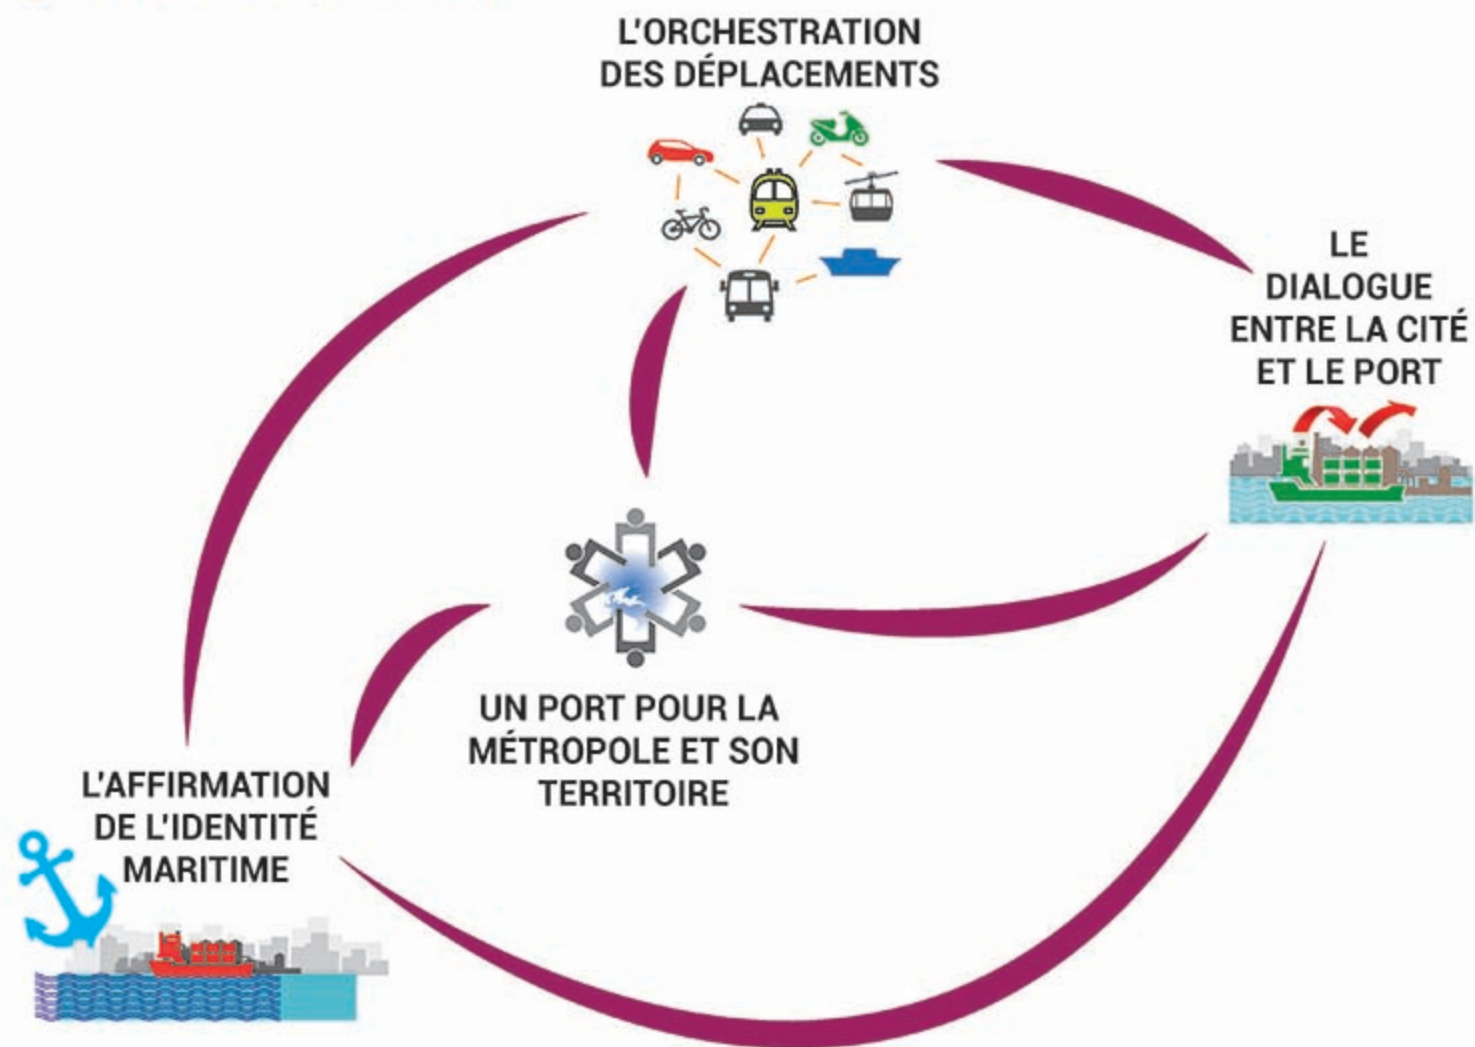 L'ORCHESTRATION
DES DÉPLACEMENTS
LE
DIALOGUE
ENTRE LA CITÉ
ET LE PORT
UN PORT POUR LA
MÉTROPOLE ET SON
TERRITOIRE
L'AFFIRMATION
DE L'IDENTITÉ
MARITIME